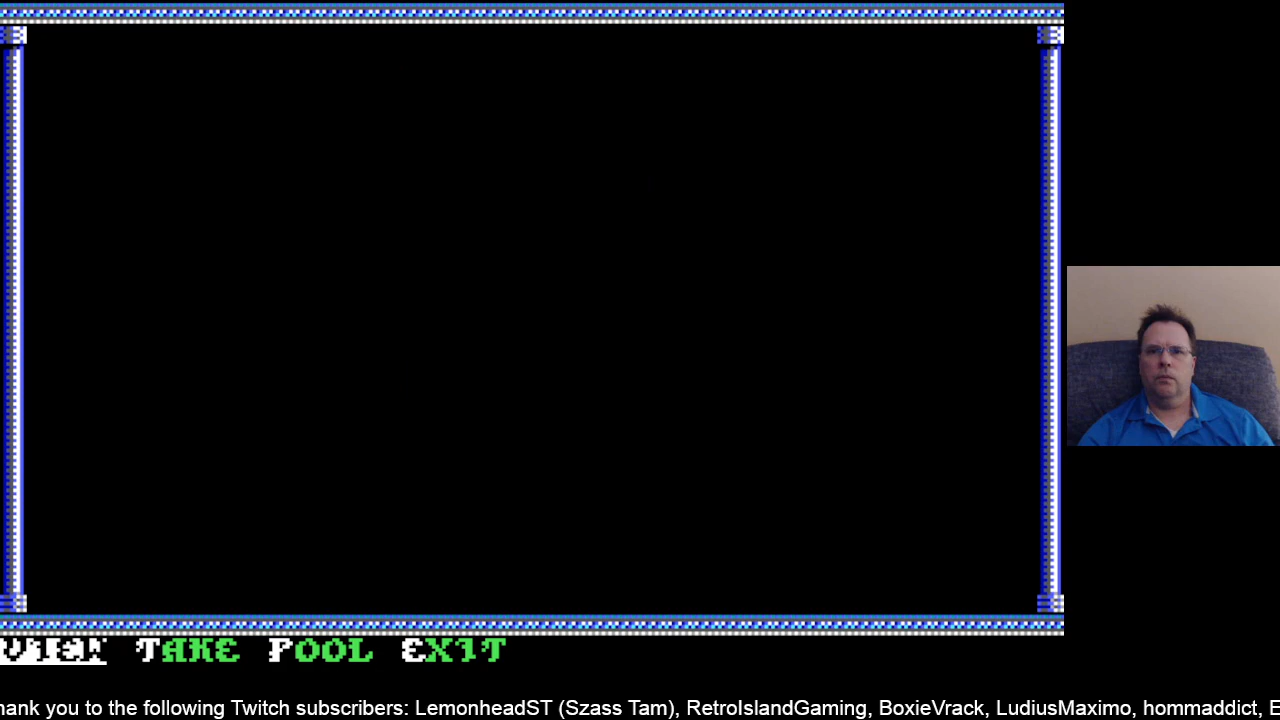 VIEW TAKE POOL EXIT
hank you to the following Twitch subscribers: LemonheadST (Szass Tam), RetroIslandGaming, BoxieVrack, LudiusMaximo, hommaddict, E